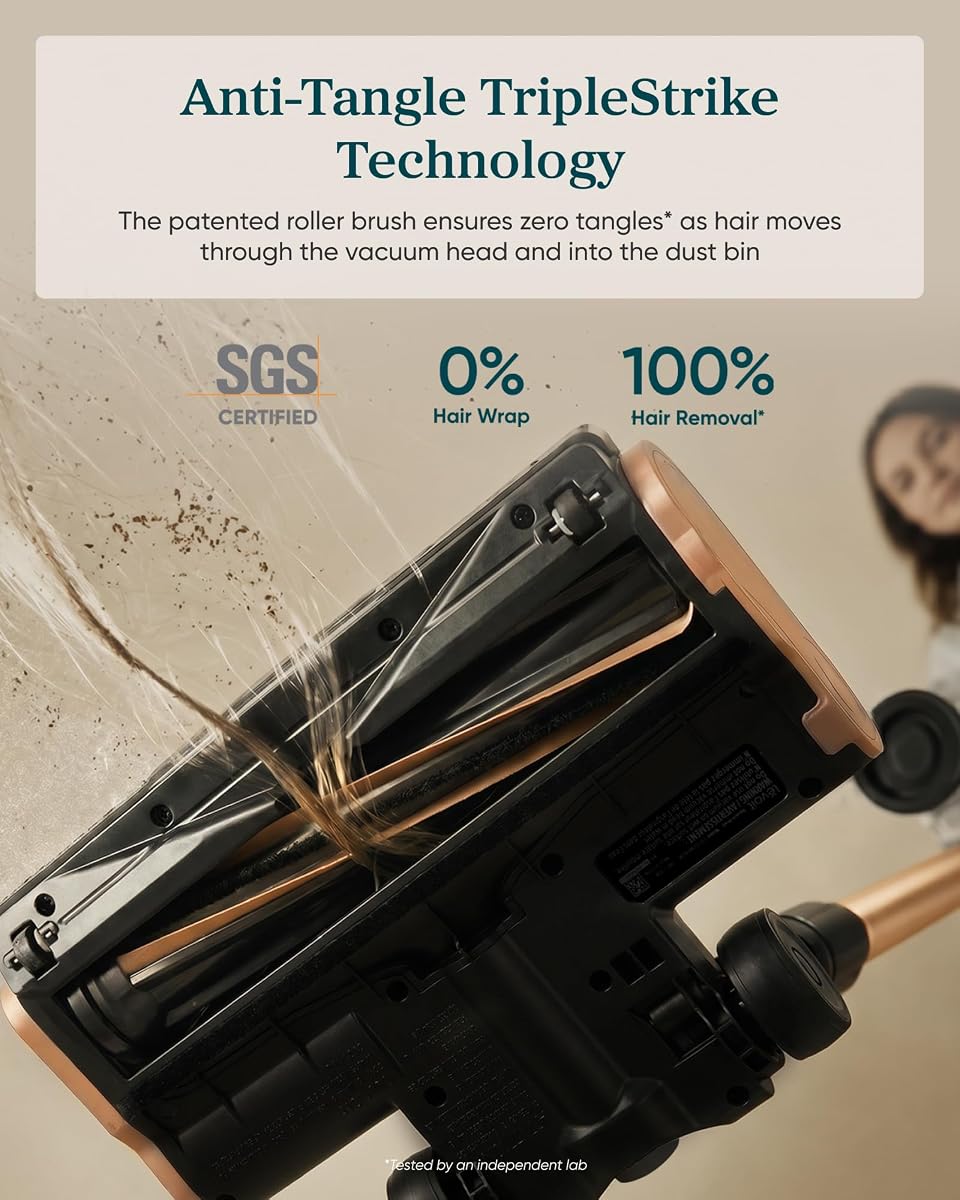 Anti-Tangle TripleStrike
Technology
The patented roller brush ensures zero tangles* as hair moves
through the vacuum head and into the dust bin
SGS
CERTIFIED
0%
Hair Wrap
100%
Hair Removal*
*Tested by an independent lab